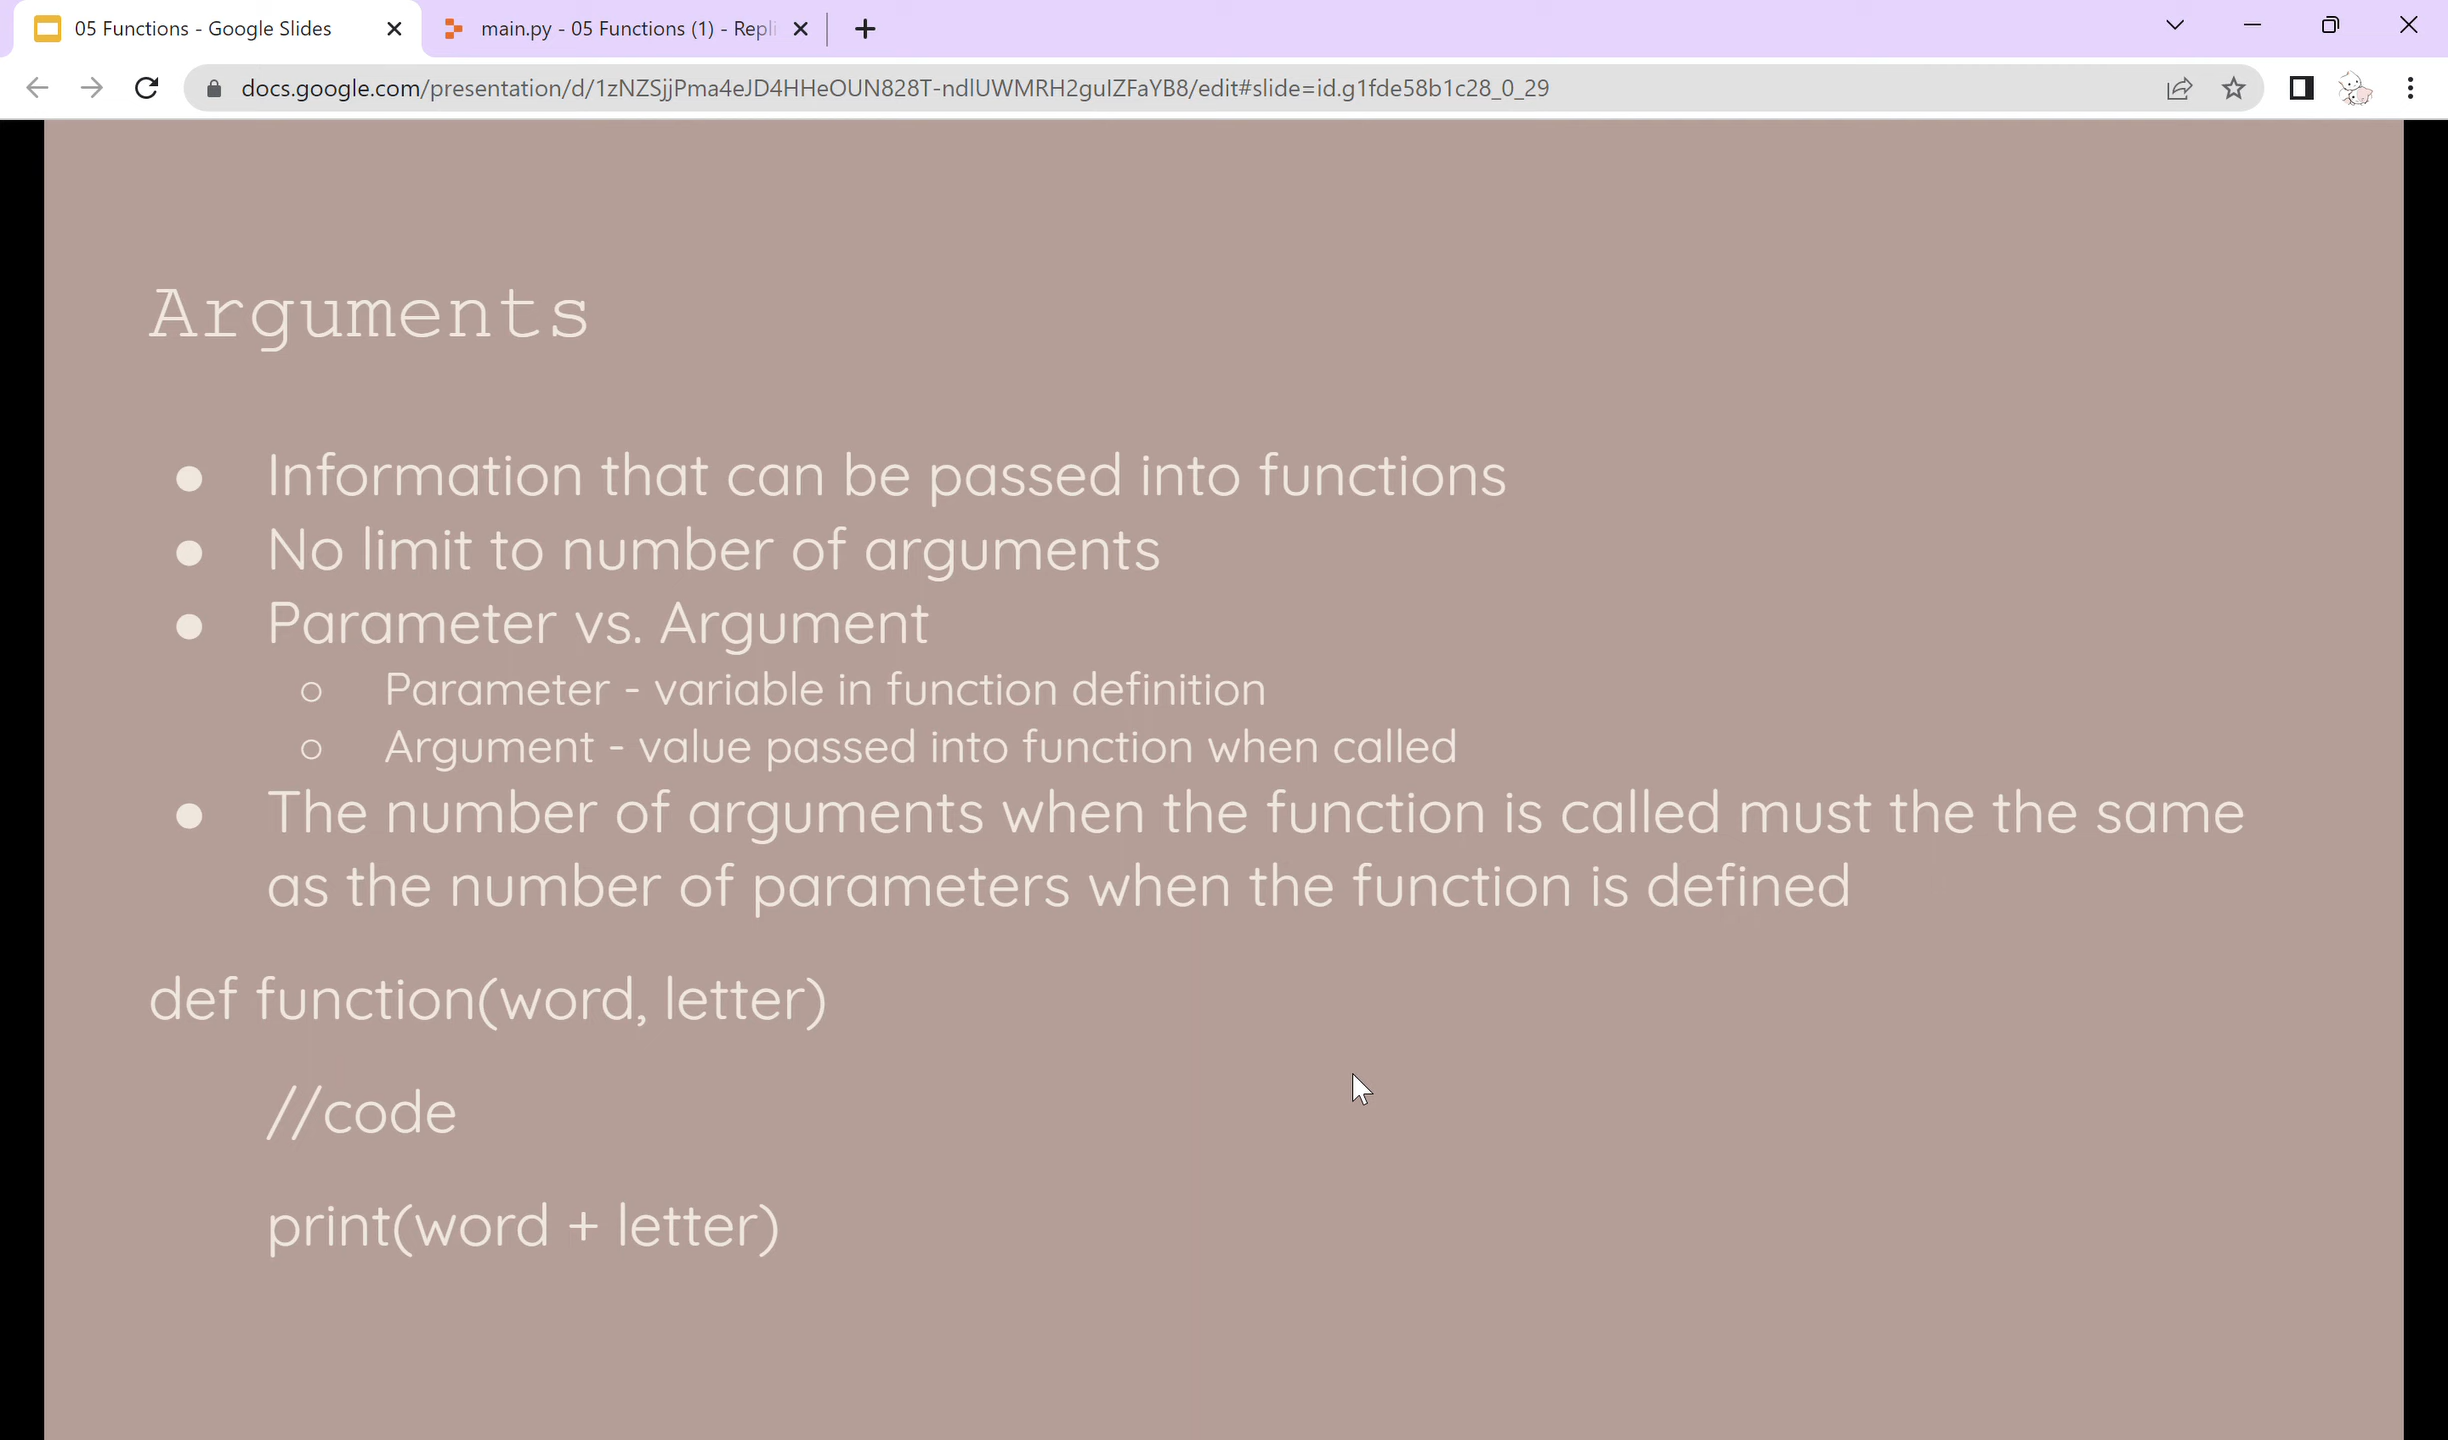 05 Functions - Google Slides
main.py - 05 Functions (1) - Repli
docs.google.com/presentation/d/1zNZSjjPma4eJD4HHeOUN828T-ndlUWMRH2gulZFaYB8/edit#slide=id.g1fde58b1c28_0_29
Arguments
● Information that can be passed into functions
● No limit to number of arguments
● Parameter vs. Argument
○ Parameter - variable in function definition
○ Argument - value passed into function when called
● The number of arguments when the function is called must the the same
as the number of parameters when the function is defined
def function(word, letter)
//code
print(word + letter)